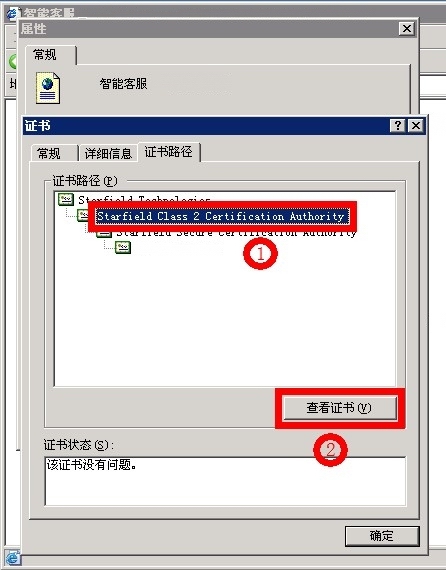 智能客服
属性
常规
智能客服
证书
常规 详细信息 证书路径
证书路径(P)
Starfield Technologies
Starfield Class 2 Certification Authority
Starfield Secure Certification Authority
①
查看证书(V)
②
证书状态(S):
该证书没有问题。
确定